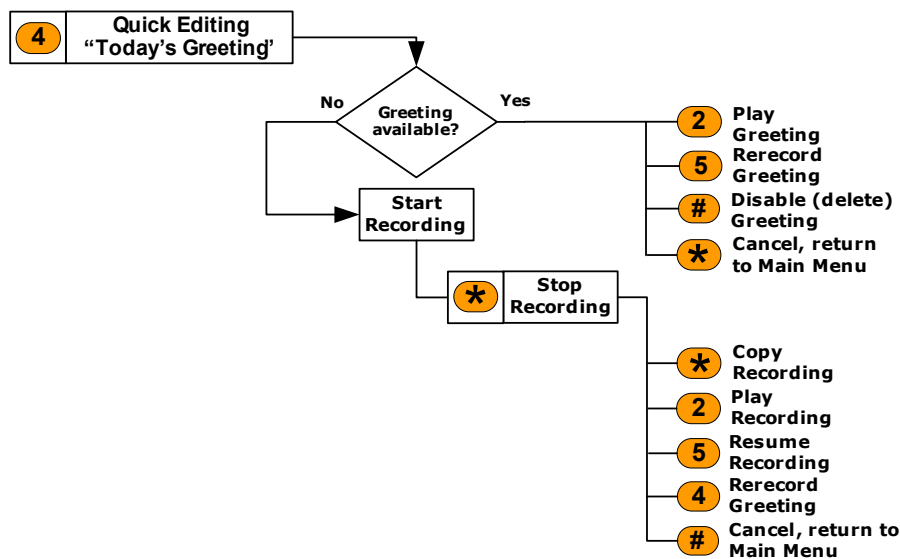 4
Quick Editing
“Today’s Greeting’
No
Greeting
available?
Yes
2
Play
Greeting
5
Rerecord
Greeting
#
Disable (delete)
Greeting
*
Cancel, return
to Main Menu
Start
Recording
*
Stop
Recording
*
Copy
Recording
2
Play
Recording
5
Resume
Recording
4
Rerecord
Greeting
#
Cancel, return to
Main Menu